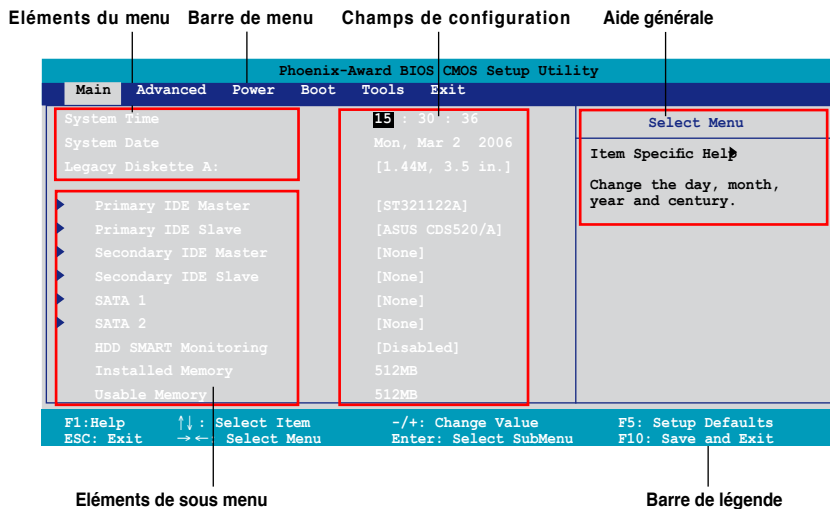 Eléments du menu Barre de menu Champs de configuration Aide générale
Phoenix-Award BIOS CMOS Setup Utility
Main Advanced Power Boot Tools Exit
System Time 15 : 30 : 36
System Date Mon, Mar 2 2006
Legacy Diskette A: [1.44M, 3.5 in.]
Primary IDE Master [ST321122A]
Primary IDE Slave [ASUS CDS520/A]
Secondary IDE Master [None]
Secondary IDE Slave [None]
SATA 1 [None]
SATA 2 [None]
HDD SMART Monitoring [Disabled]
Installed Memory 512MB
Usable Memory 512MB
Select Menu
Item Specific Help
Change the day, month,
year and century.
F1:Help ↑↓ : Select Item -/+: Change Value F5: Setup Defaults
ESC: Exit →←: Select Menu Enter: Select SubMenu F10: Save and Exit
Eléments de sous menu Barre de légende